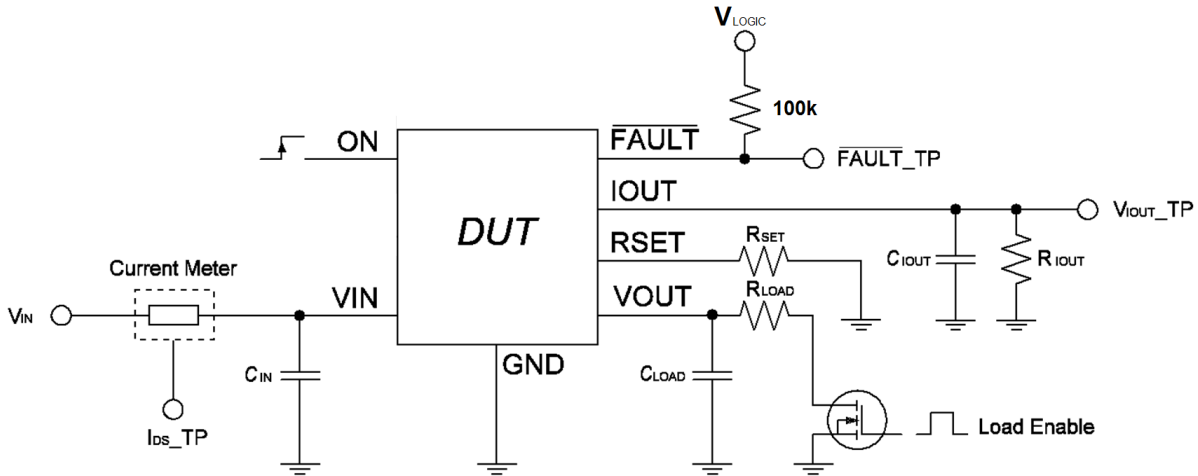 VLOGIC
100k
ON
FAULT
FAULT_TP
IOUT
VIOUT_TP
DUT
RSET
RSET
CIOUT
RIOUT
Current Meter
VIN
VIN
VOUT
RLOAD
GND
CIN
CLOAD
IDS_TP
Load Enable